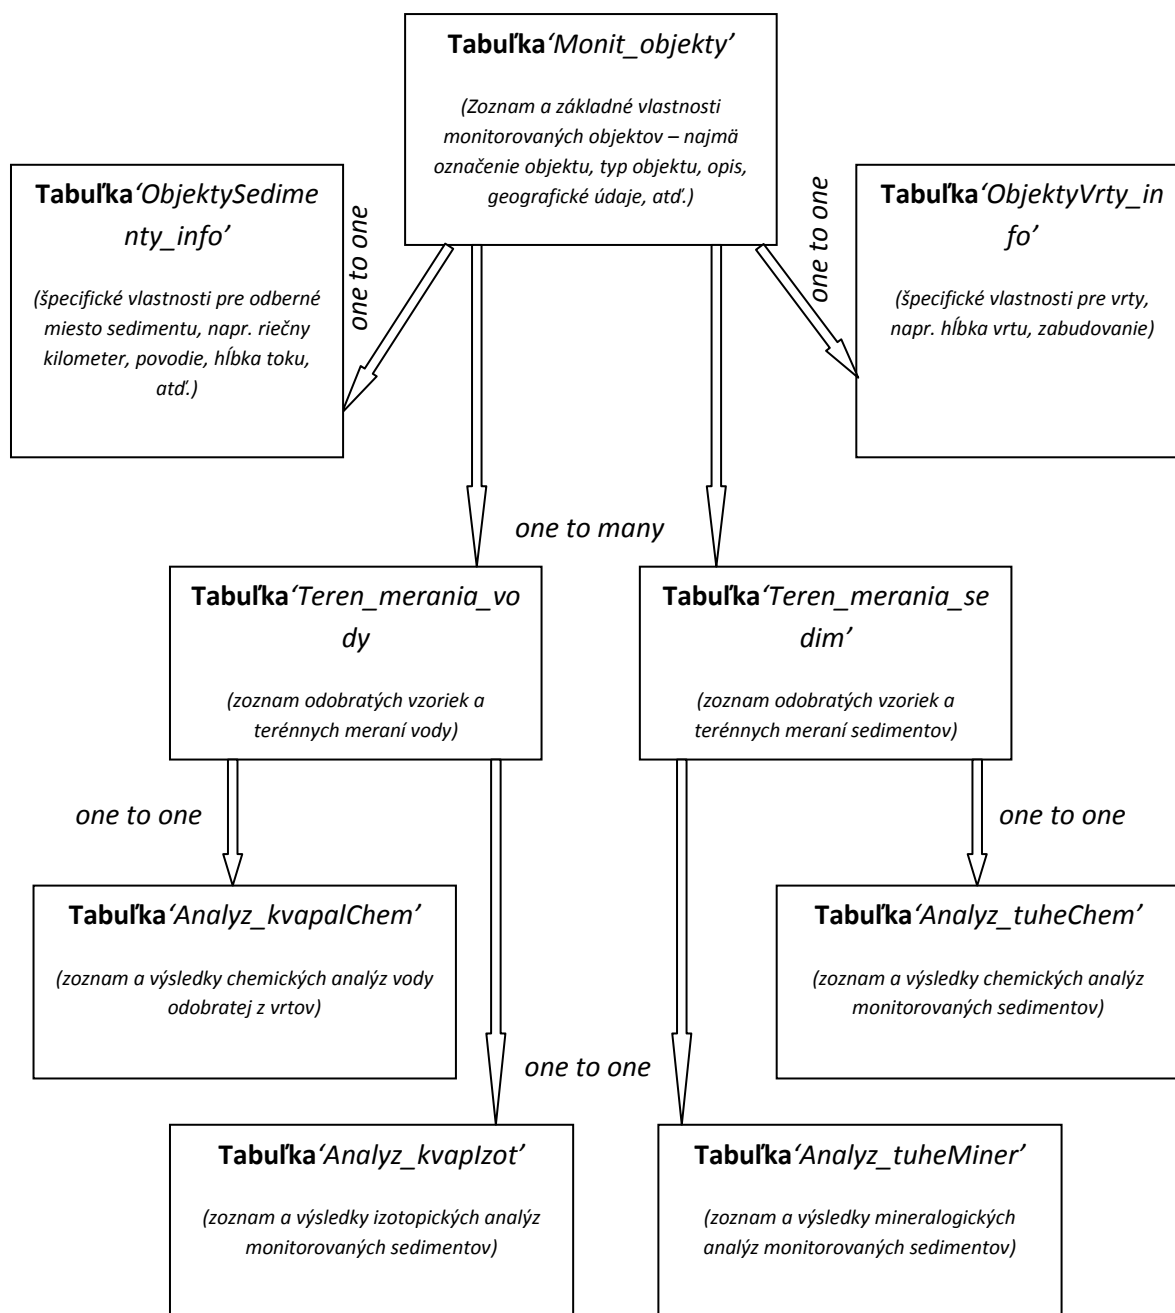 Tabuľka‘Monit_objekty’
(Zoznam a základné vlastnosti
monitorovaných objektov – najmä
označenie objektu, typ objektu, opis,
geografické údaje, atď.)
Tabuľka‘ObjektySedime
nty_info’
(špecifické vlastnosti pre odberné
miesto sedimentu, napr. riečny
kilometer, povodie, hĺbka toku,
atď.)
one to one
one to one
Tabuľka‘ObjektyVrty_in
fo’
(špecifické vlastnosti pre vrty,
napr. hĺbka vrtu, zabudovanie)
one to many
Tabuľka‘Teren_merania_vo
dy
(zoznam odobratých vzoriek a
terénnych meraní vody)
Tabuľka‘Teren_merania_se
dim’
(zoznam odobratých vzoriek a
terénnych meraní sedimentov)
one to one
one to one
Tabuľka‘Analyz_kvapalChem’
(zoznam a výsledky chemických analýz vody
odobratej z vrtov)
Tabuľka‘Analyz_tuheChem’
(zoznam a výsledky chemických analýz
monitorovaných sedimentov)
one to one
Tabuľka‘Analyz_kvapIzot’
(zoznam a výsledky izotopických analýz
monitorovaných sedimentov)
Tabuľka‘Analyz_tuheMiner’
(zoznam a výsledky mineralogických
analýz monitorovaných sedimentov)